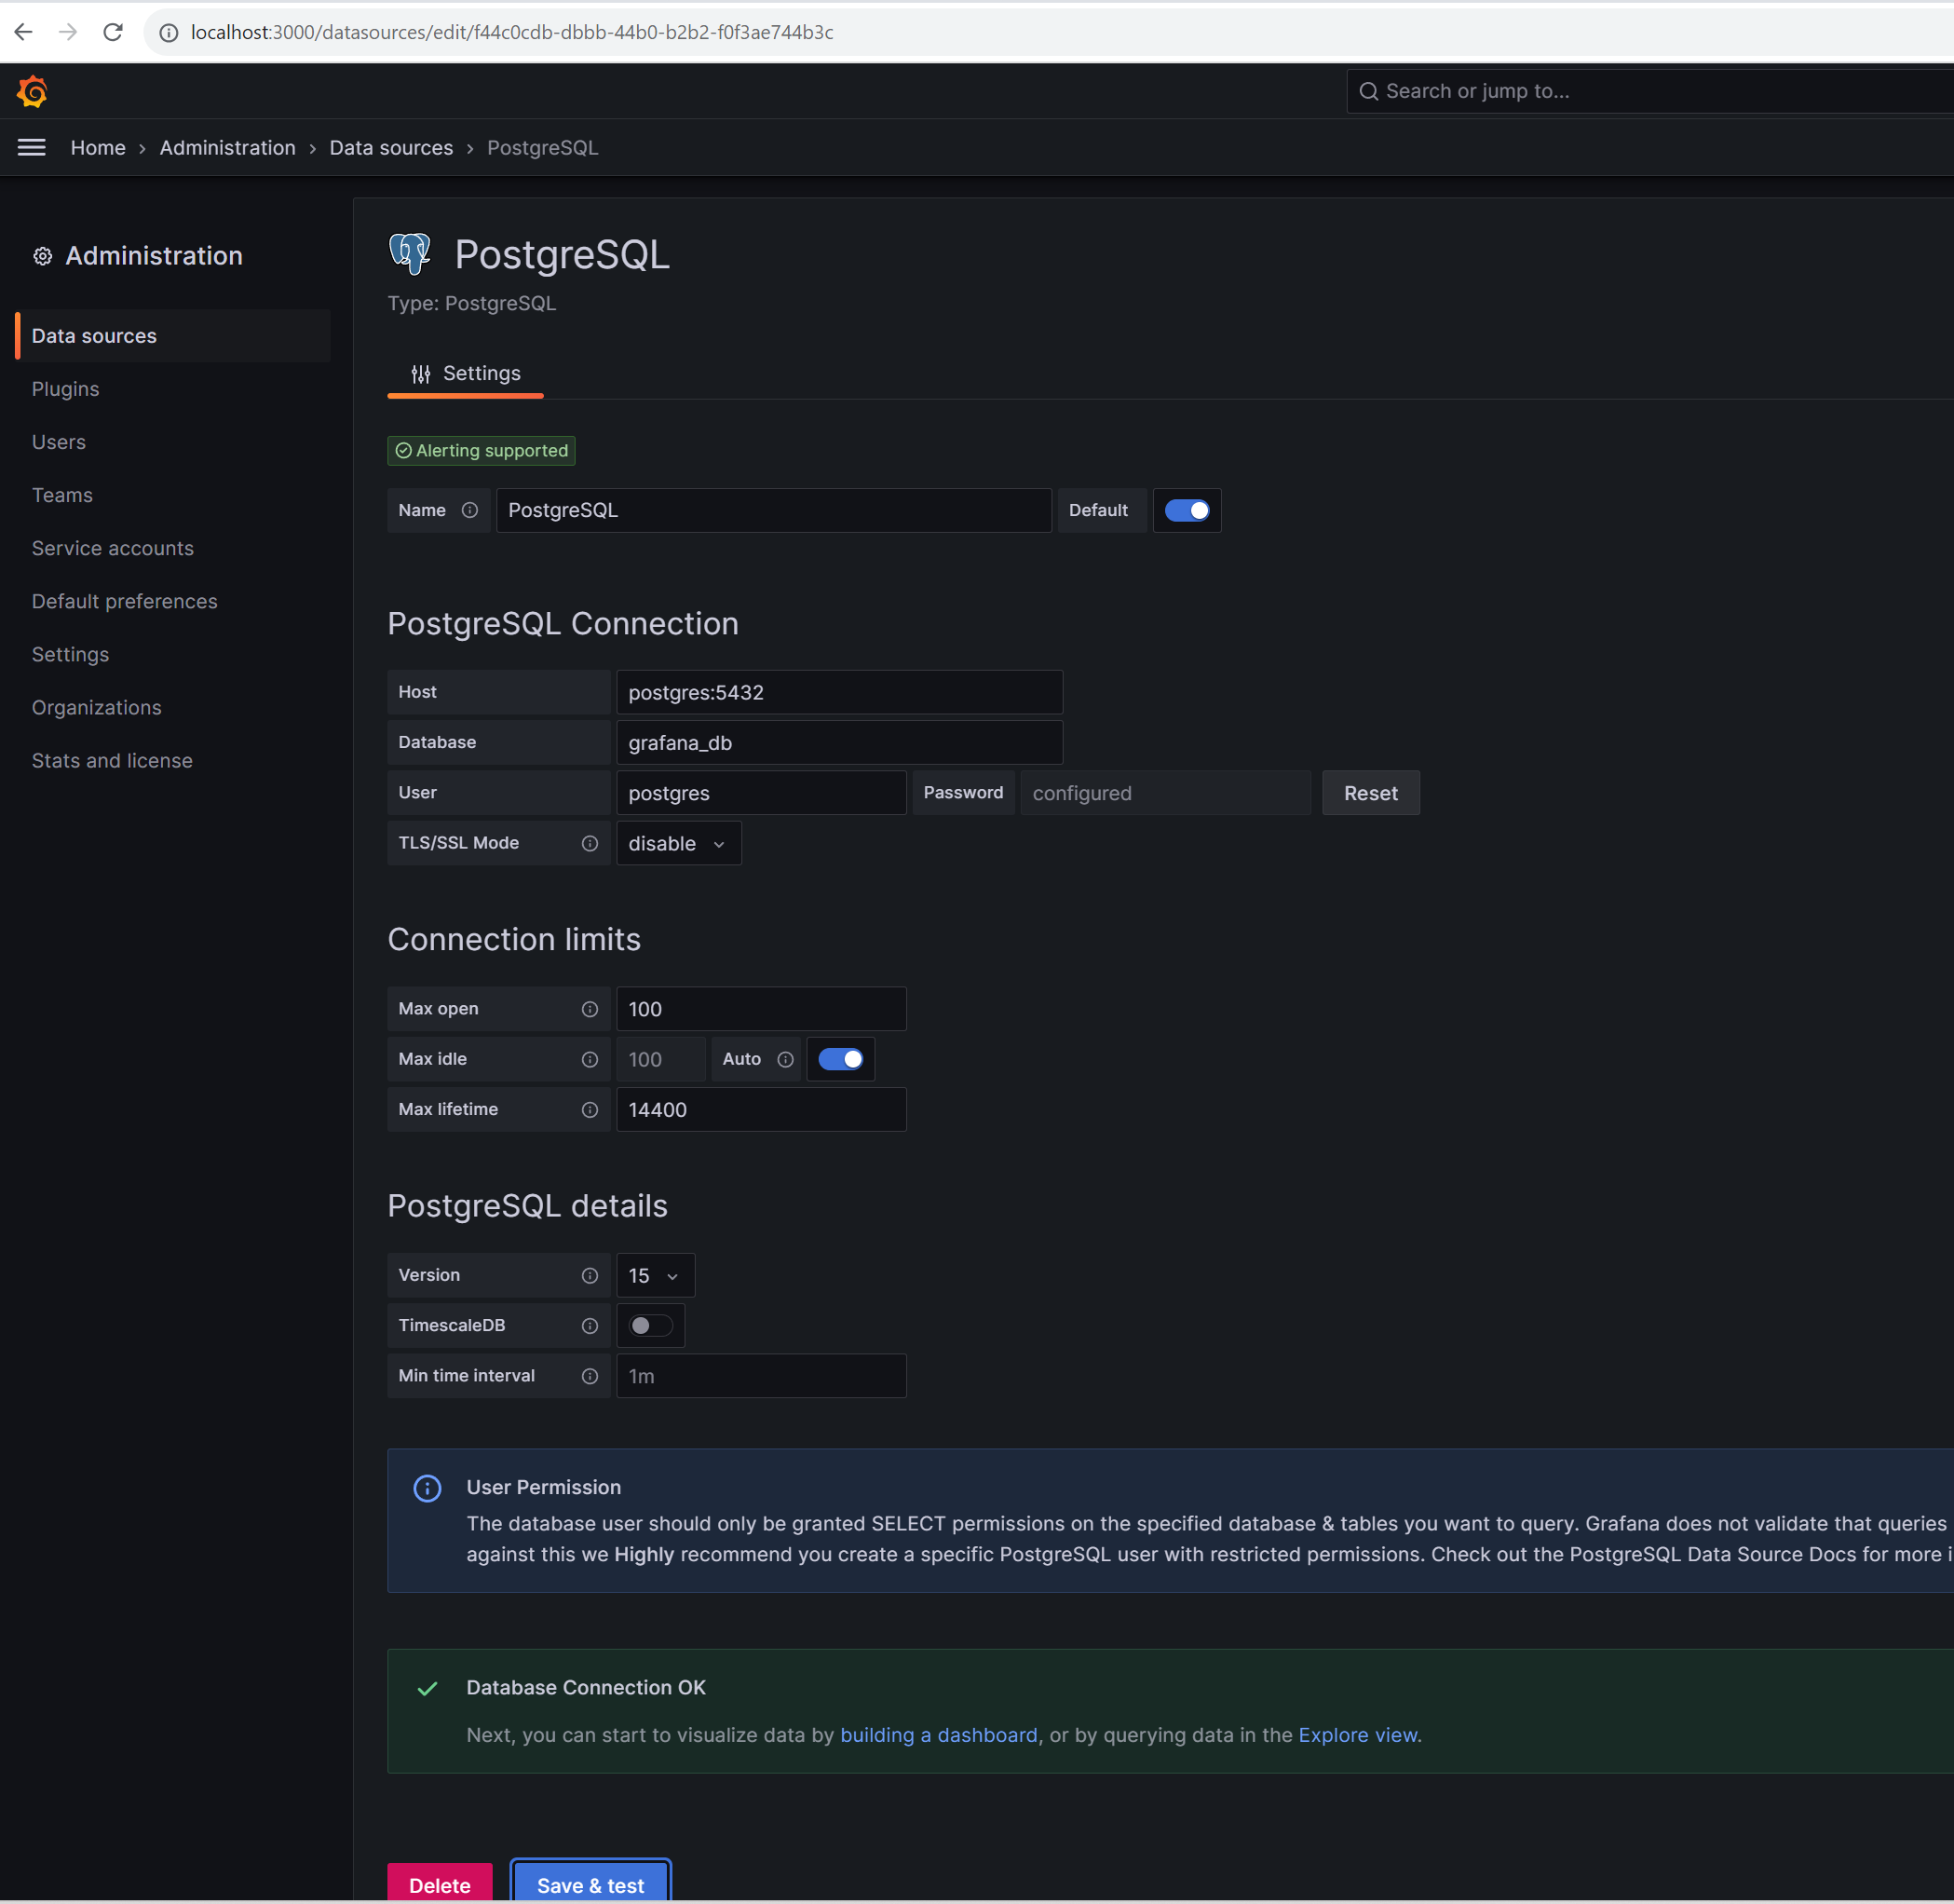 localhost:3000/datasources/edit/f44c0cdb-dbbb-44b0-b2b2-f0f3ae744b3c
Search or jump to...
Home › Administration › Data sources › PostgreSQL
Administration
Data sources
Plugins
Users
Teams
Service accounts
Default preferences
Settings
Organizations
Stats and license
PostgreSQL
Type: PostgreSQL
Settings
Alerting supported
Name PostgreSQL Default
PostgreSQL Connection
Host postgres:5432
Database grafana_db
User postgres Password configured Reset
TLS/SSL Mode disable
Connection limits
Max open 100
Max idle 100 Auto
Max lifetime 14400
PostgreSQL details
Version 15
TimescaleDB
Min time interval 1m
User Permission
The database user should only be granted SELECT permissions on the specified database & tables you want to query. Grafana does not validate that queries
against this we Highly recommend you create a specific PostgreSQL user with restricted permissions. Check out the PostgreSQL Data Source Docs for more i
Database Connection OK
Next, you can start to visualize data by building a dashboard, or by querying data in the Explore view.
Delete Save & test